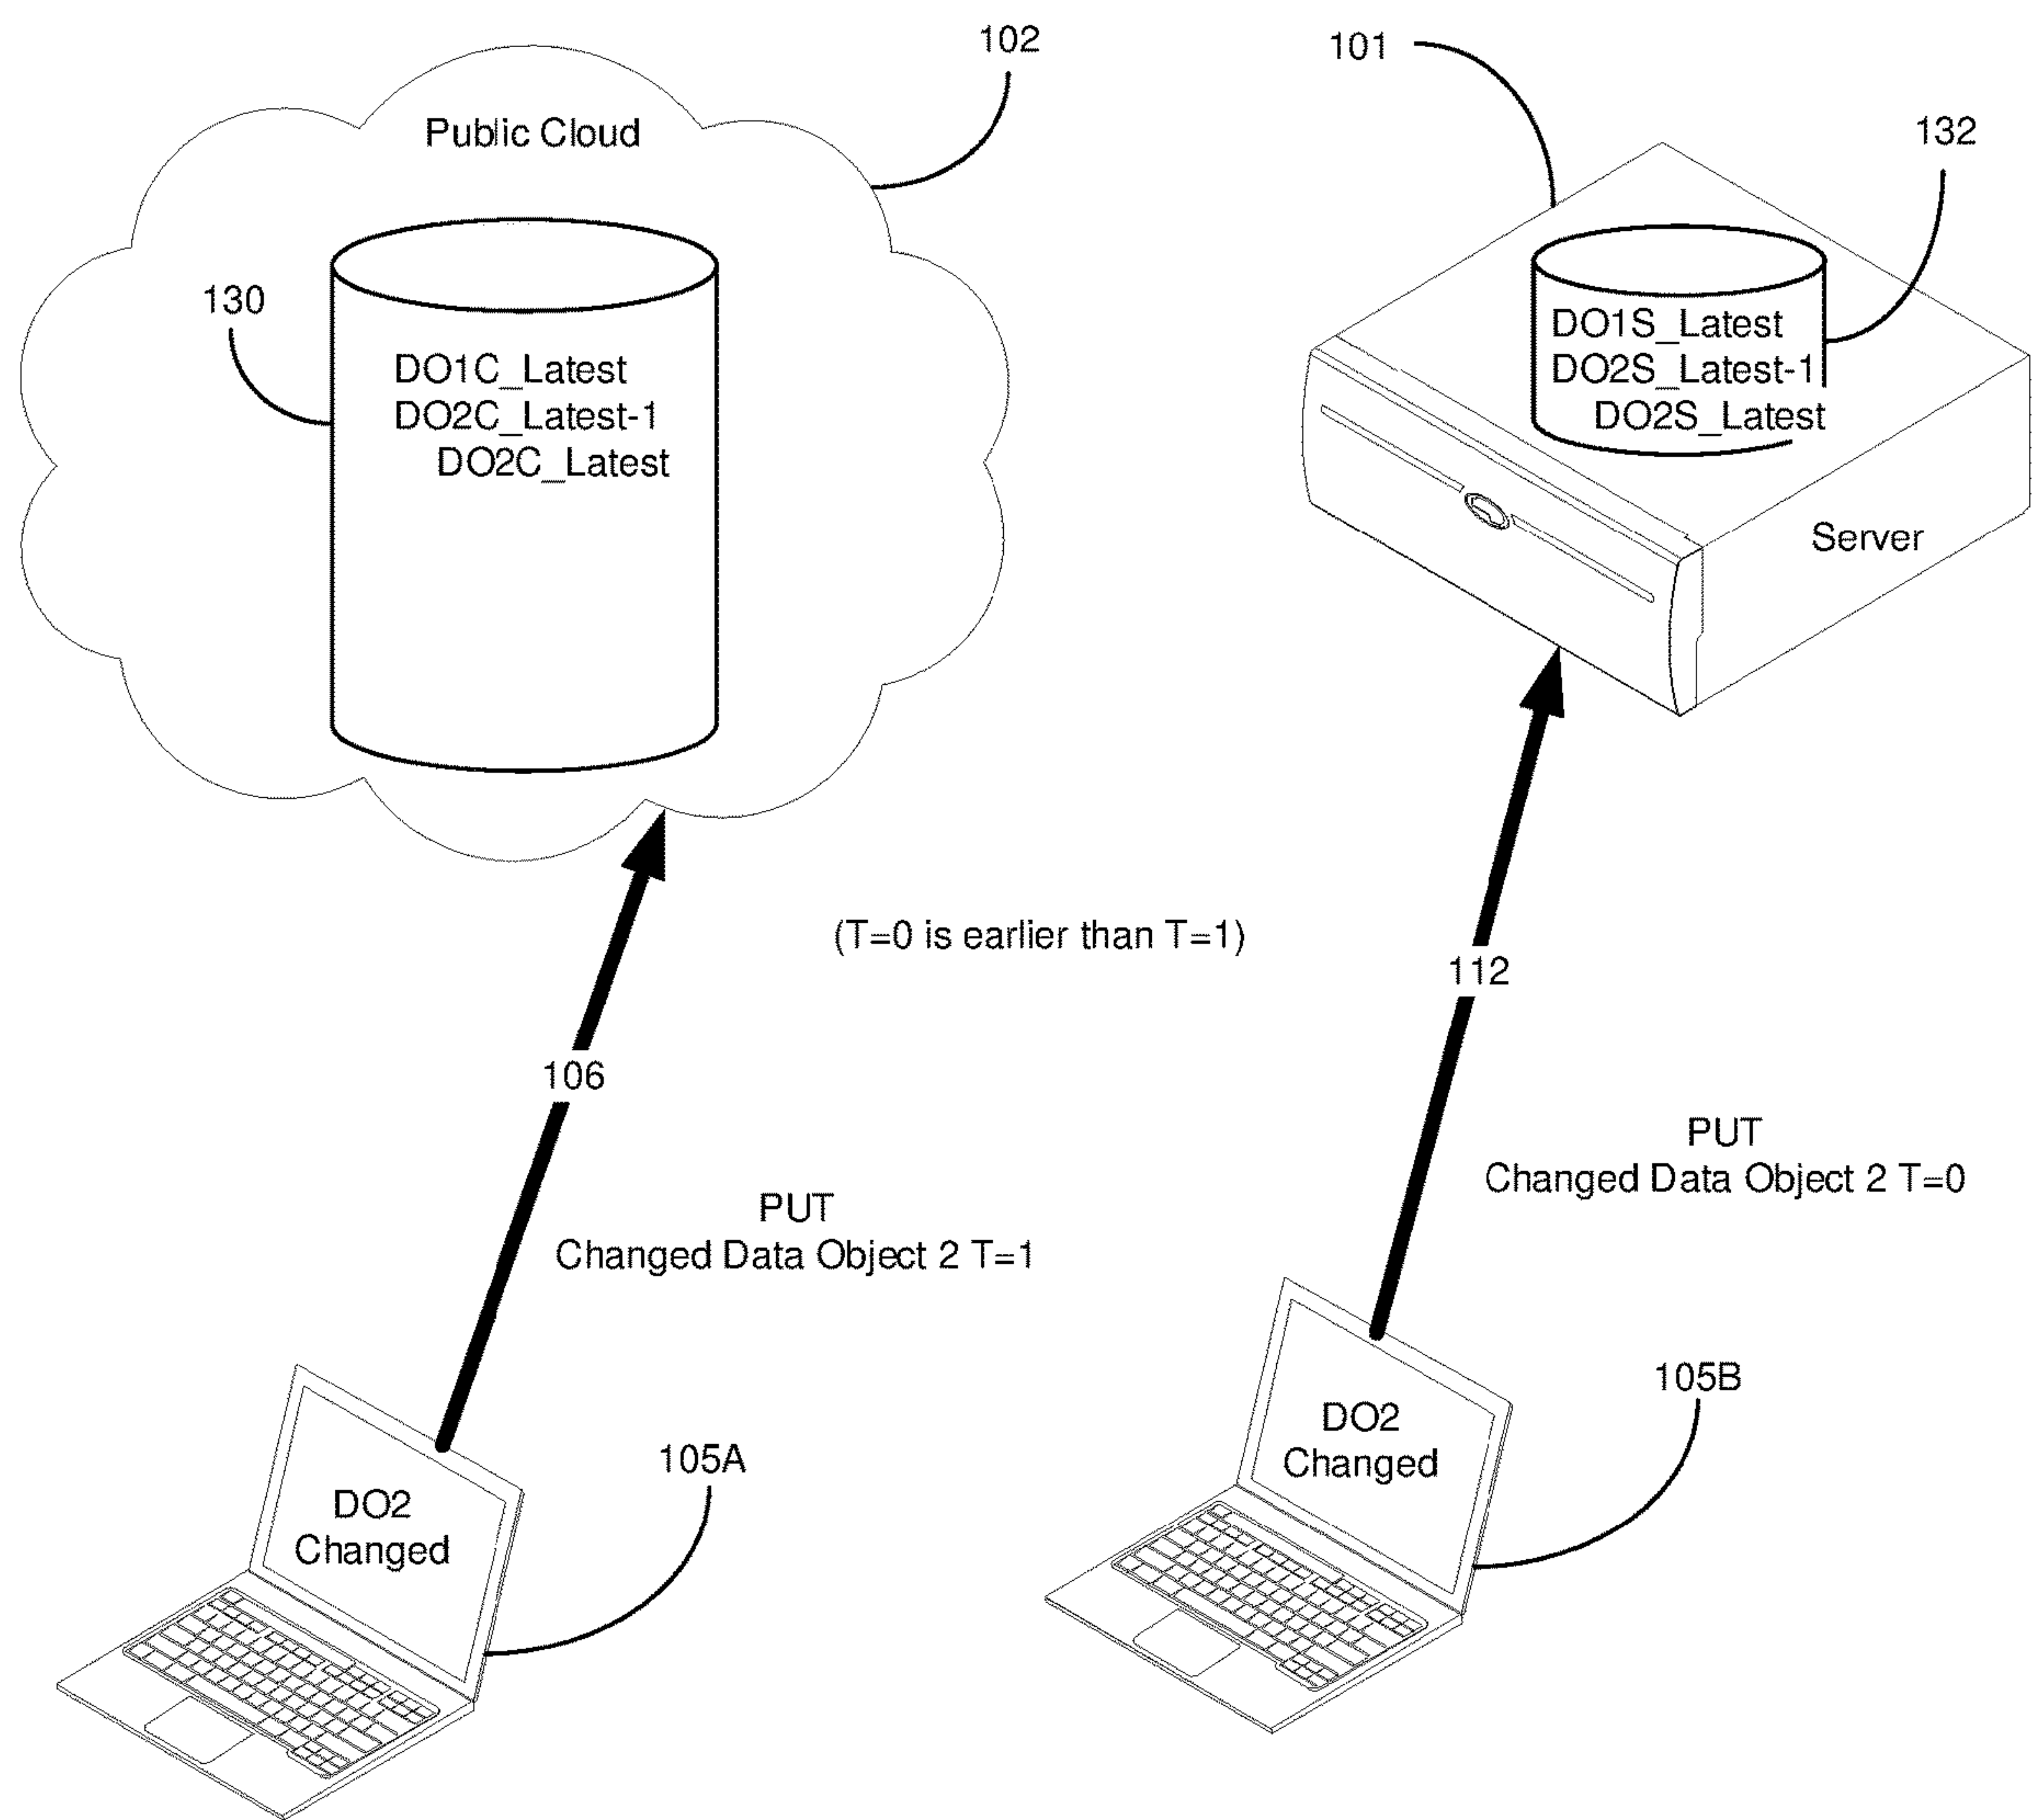 102
101
Public Cloud
132
130
DO1S_Latest
DO2S_Latest-1
DO2S_Latest
DO1C_Latest
DO2C_Latest-1
DO2C_Latest
Server
(T=0 is earlier than T=1)
112
106
PUT
Changed Data Object 2 T=0
PUT
Changed Data Object 2 T=1
105B
DO2
Changed
105A
DO2
Changed